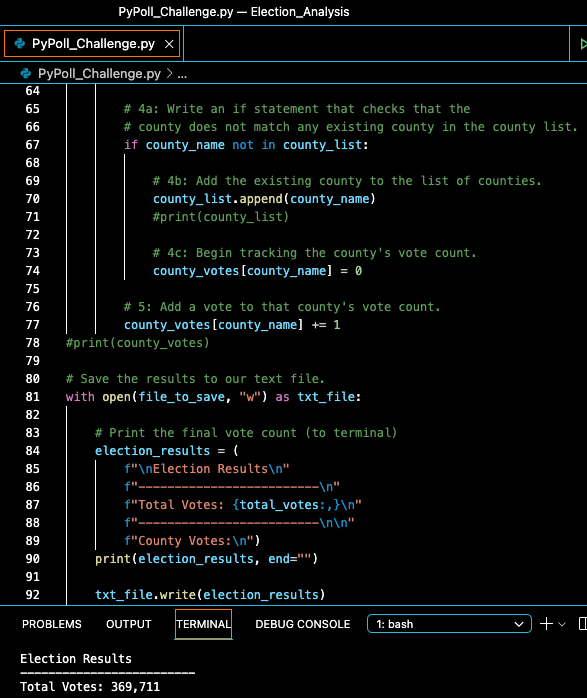 PyPoll_Challenge.py — Election_Analysis
PyPoll_Challenge.py ×
PyPoll_Challenge.py > ...
64
65 # 4a: Write an if statement that checks that the
66 # county does not match any existing county in the county list.
67 if county_name not in county_list:
68
69 # 4b: Add the existing county to the list of counties.
70 county_list.append(county_name)
71 #print(county_list)
72
73 # 4c: Begin tracking the county's vote count.
74 county_votes[county_name] = 0
75
76 # 5: Add a vote to that county's vote count.
77 county_votes[county_name] += 1
78 #print(county_votes)
79
80 # Save the results to our text file.
81 with open(file_to_save, "w") as txt_file:
82
83 # Print the final vote count (to terminal)
84 election_results = (
85 f"\nElection Results\n"
86 f"-------------------------\n"
87 f"Total Votes: {total_votes:,}\n"
88 f"-------------------------\n\n"
89 f"County Votes:\n")
90 print(election_results, end="")
91
92 txt_file.write(election_results)
PROBLEMS OUTPUT TERMINAL DEBUG CONSOLE 1: bash
Election Results
-------------------------
Total Votes: 369,711